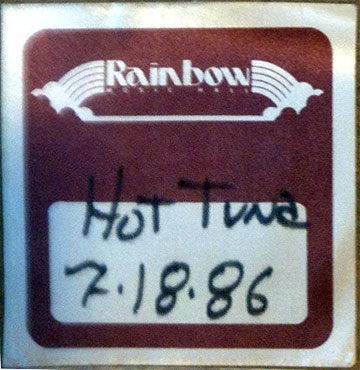 Rainbow
MUSIC HALL
Hot Tuna
7.18.86